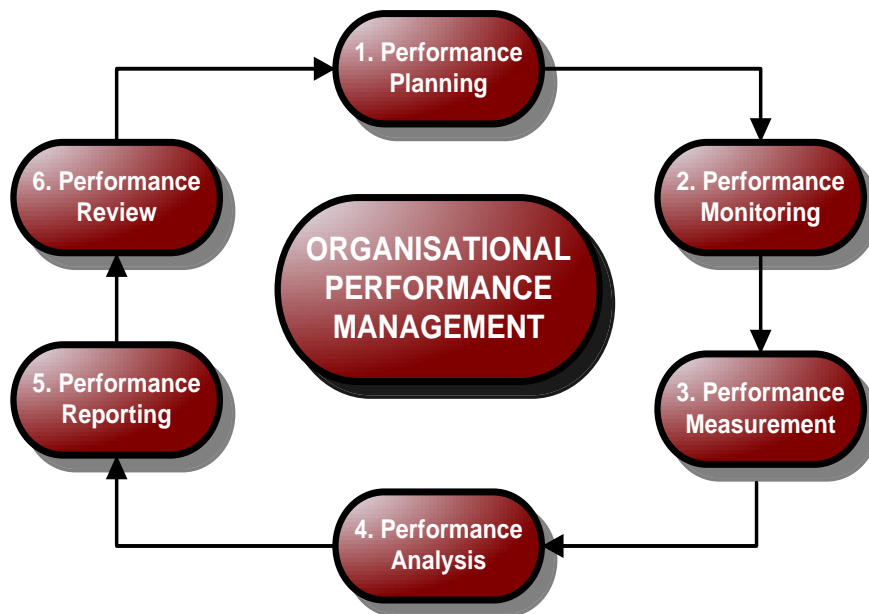 1. Performance
Planning
2. Performance
Monitoring
3. Performance
Measurement
4. Performance
Analysis
5. Performance
Reporting
6. Performance
Review
ORGANISATIONAL
PERFORMANCE
MANAGEMENT